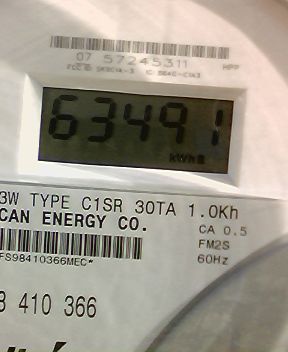 07 57245311
HPP
63491
kWh
3W TYPE C1SR 30TA 1.0Kh
CAN ENERGY CO.
CA 0.5
FM2S
60Hz
FS98410366MEC*
8 410 366